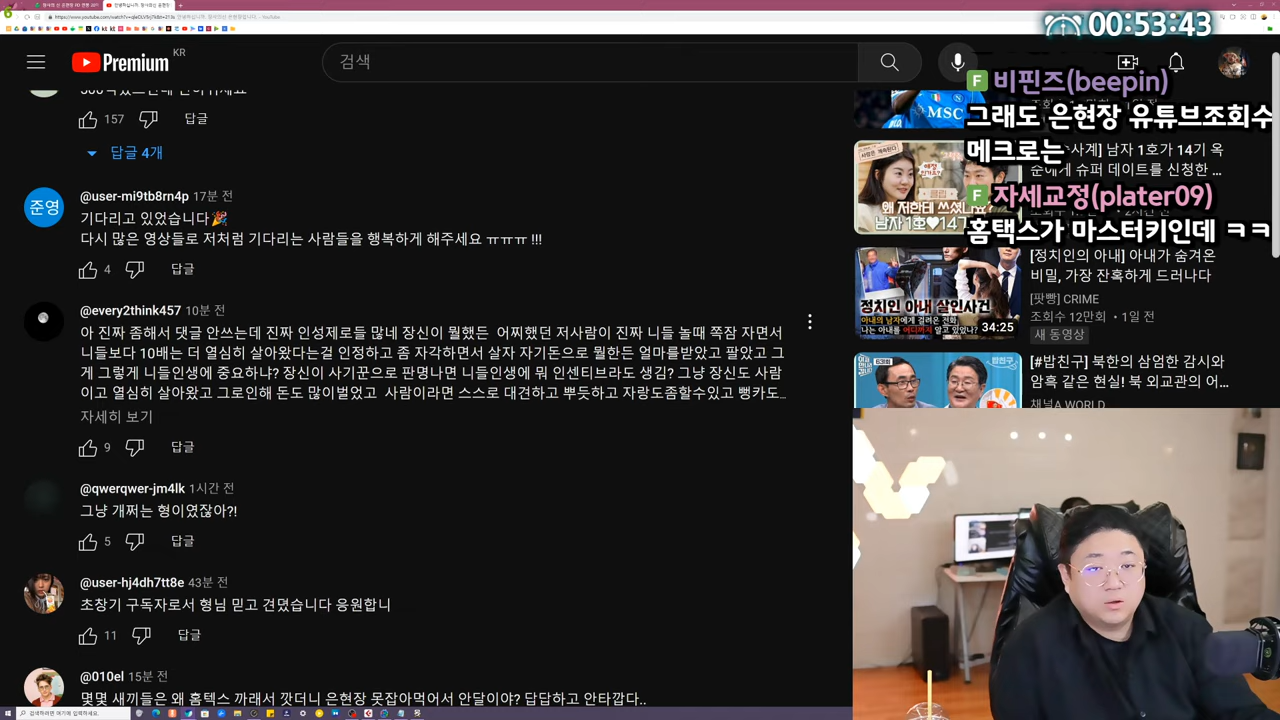 00:53:43
Premium
KR
검색
157
답글
답글 4개
준영
@user-mi9tb8rn4p 17분 전
기다리고 있었습니다🎉
다시 많은 영상들로 저처럼 기다리는 사람들을 행복하게 해주세요 ㅠㅠㅠ !!!
4
답글
@every2think457 10분 전
아 진짜 좀해서 댓글 안쓰는데 진짜 인성제로들 많네 장신이 뭘했든 어찌했던 저사람이 진짜 니들 놀때 쪽잠 자면서
니들보다 10배는 더 열심히 살아왔다는걸 인정하고 좀 자각하면서 살자 자기돈으로 뭘한든 얼마를받았고 팔았고 그
게 그렇게 니들인생에 중요하냐? 장신이 사기꾼으로 판명나면 니들인생에 뭐 인센티브라도 생김? 그냥 장신도 사람
이고 열심히 살아왔고 그로인해 돈도 많이벌었고 사람이라면 스스로 대견하고 뿌듯하고 자랑도좀할수있고 뻥카도...
자세히 보기
9
답글
@qwerqwer-jm4lk 1시간 전
그냥 개쩌는 형이였잖아?!
5
답글
@user-hj4dh7tt8e 43분 전
초창기 구독자로서 형님 믿고 견뎠습니다 응원합니
11
답글
@010el 15분 전
몇몇 새끼들은 왜 홈텍스 까래서 깠더니 은현장 못잡아먹어서 안달이야? 답답하고 안타깝다..
비핀즈(beepin)
그래도 은현장 유튜브조회수
메크로는
자세교정(plater09)
홈택스가 마스터키인데 ㅋㅋ
MSC
남자 1호가 14기 옥
순에게 슈퍼 데이트를 신청한 ...
왜 저한테 쓰셨나
남자 1호♥14
[정치인의 아내] 아내가 숨겨온
비밀, 가장 잔혹하게 드러나다
[팟빵] CRIME
조회수 12만회 • 1일 전
새 동영상
정치인 아내 살인사건
34:25
[#밥친구] 북한의 삼엄한 감시와
암흑 같은 현실! 북 외교관의 어...
채널A WORLD
63회
밥친구